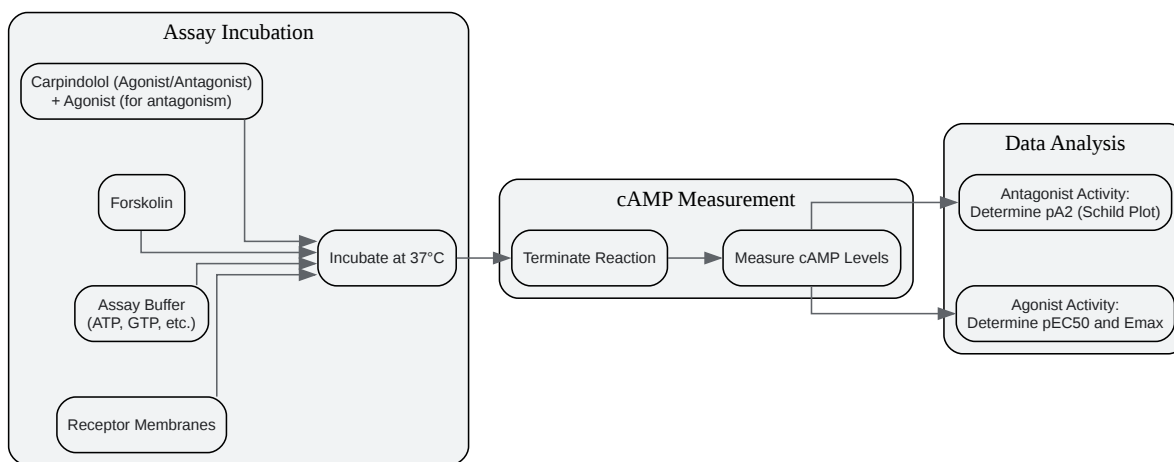 Assay Incubation
Carpindolol (Agonist/Antagonist)
+ Agonist (for antagonism)
Forskolin
Assay Buffer
(ATP, GTP, etc.)
Receptor Membranes
Incubate at 37°C
cAMP Measurement
Terminate Reaction
Measure cAMP Levels
Data Analysis
Antagonist Activity:
Determine pA2 (Schild Plot)
Agonist Activity:
Determine pEC50 and Emax